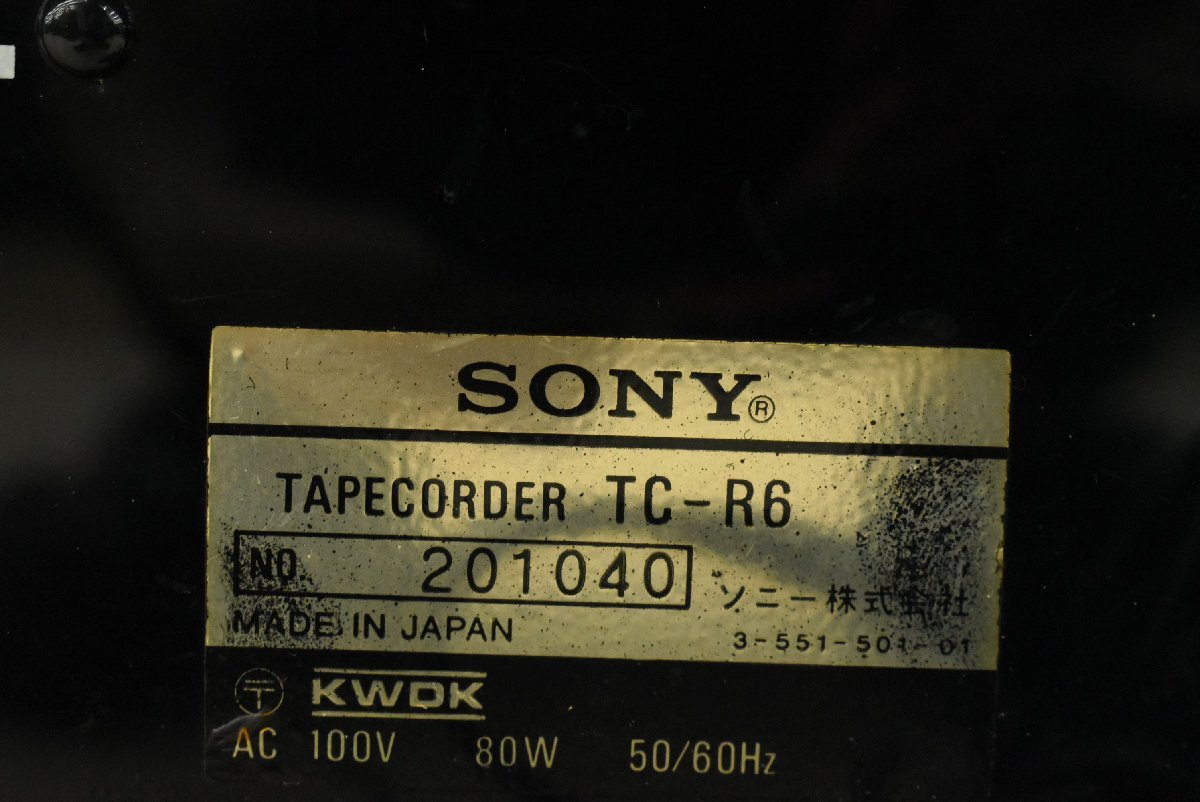 SONY®
TAPECORDER TC-R6
NO. 201040
ソニー株式会社
MADE IN JAPAN
3-551-501-01
〒 KWDK
AC 100V 80W 50/60Hz